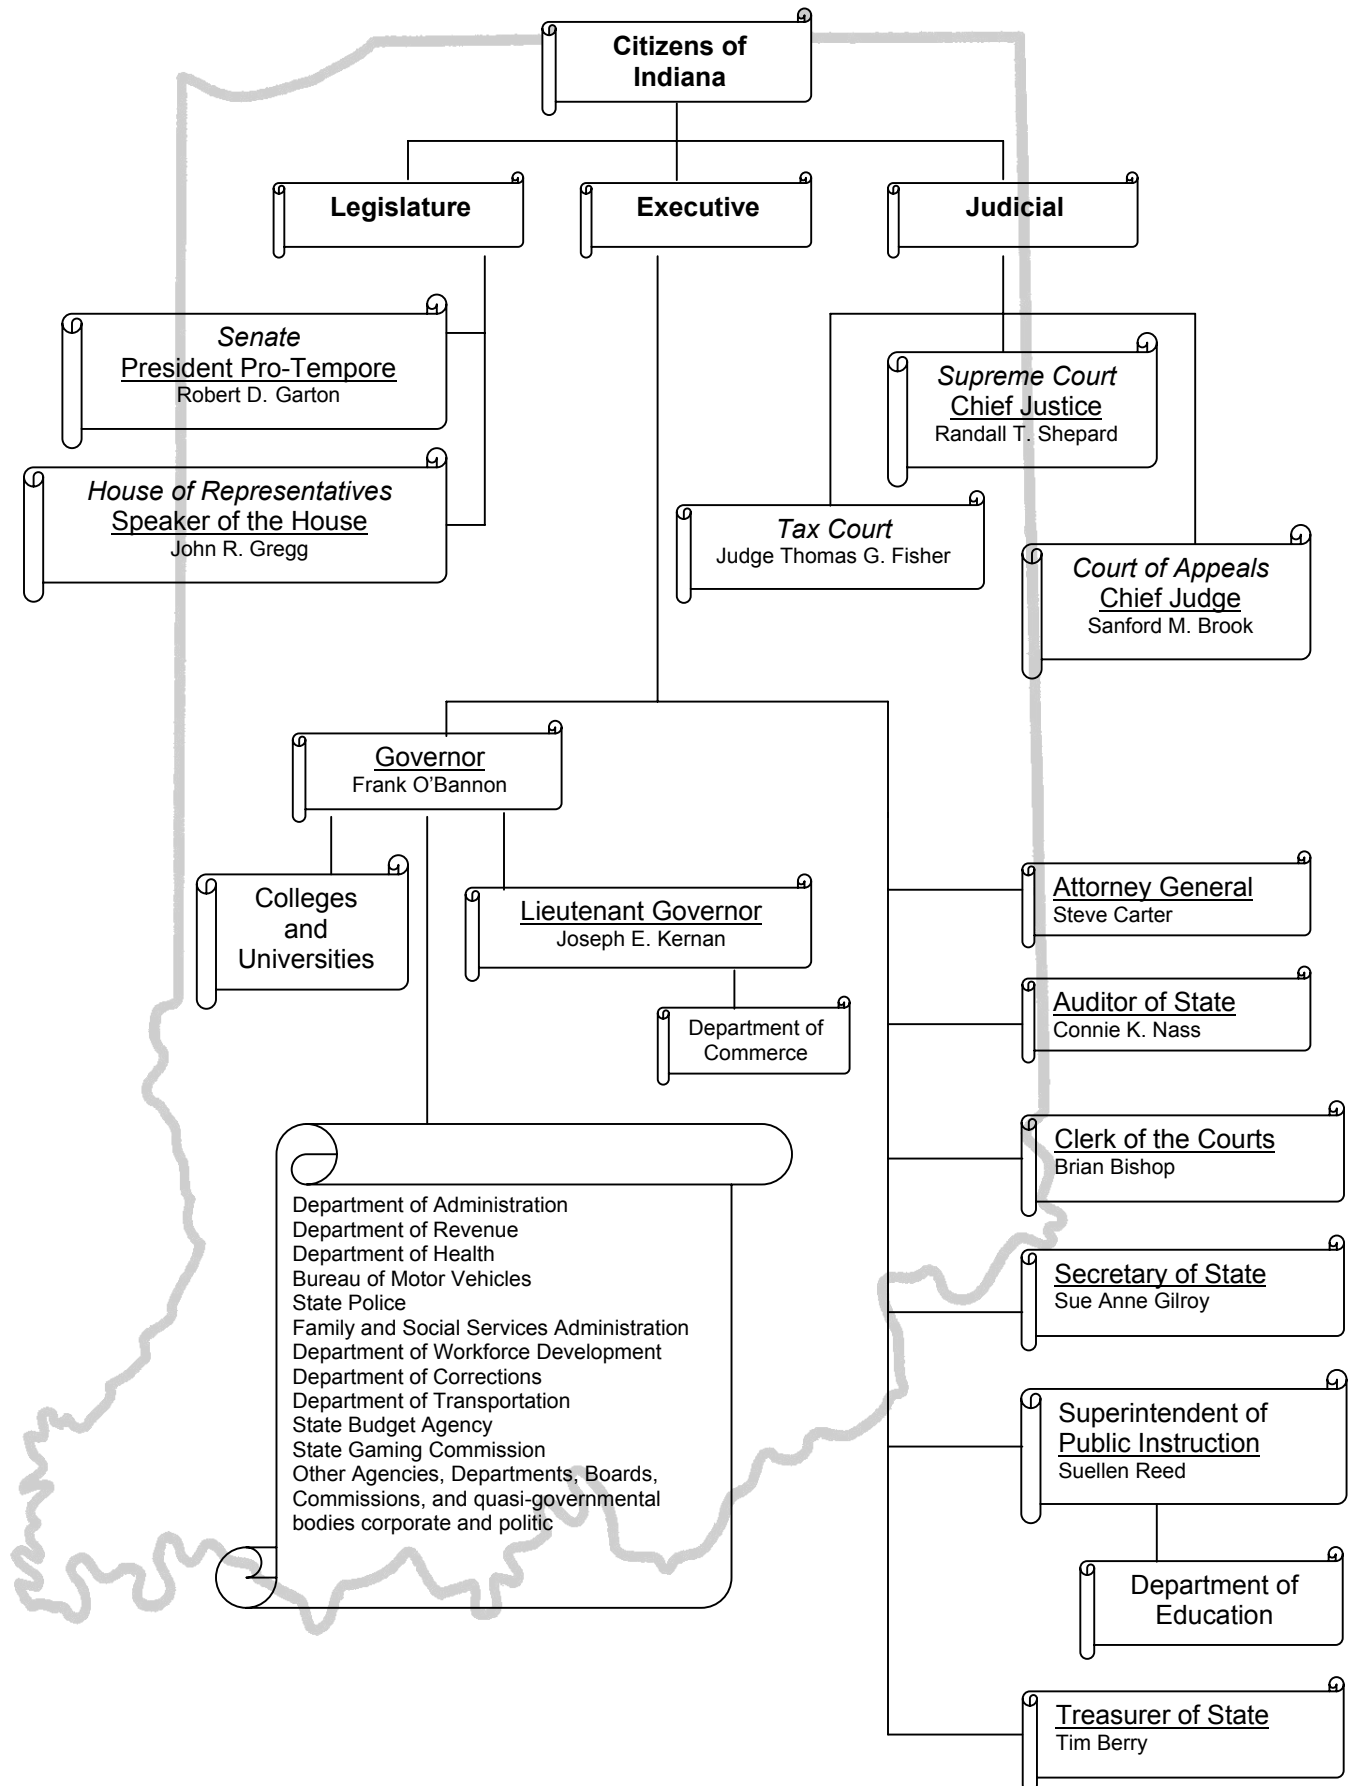 Citizens of
Indiana
Legislature
Executive
Judicial
Senate
President Pro-Tempore
Robert D. Garton
House of Representatives
Speaker of the House
John R. Gregg
Supreme Court
Chief Justice
Randall T. Shepard
Tax Court
Judge Thomas G. Fisher
Court of Appeals
Chief Judge
Sanford M. Brook
Governor
Frank O’Bannon
Colleges
and
Universities
Lieutenant Governor
Joseph E. Kernan
Department of
Commerce
Department of Administration
Department of Revenue
Department of Health
Bureau of Motor Vehicles
State Police
Family and Social Services Administration
Department of Workforce Development
Department of Corrections
Department of Transportation
State Budget Agency
State Gaming Commission
Other Agencies, Departments, Boards,
Commissions, and quasi-governmental
bodies corporate and politic
Attorney General
Steve Carter
Auditor of State
Connie K. Nass
Clerk of the Courts
Brian Bishop
Secretary of State
Sue Anne Gilroy
Superintendent of
Public Instruction
Suellen Reed
Department of
Education
Treasurer of State
Tim Berry